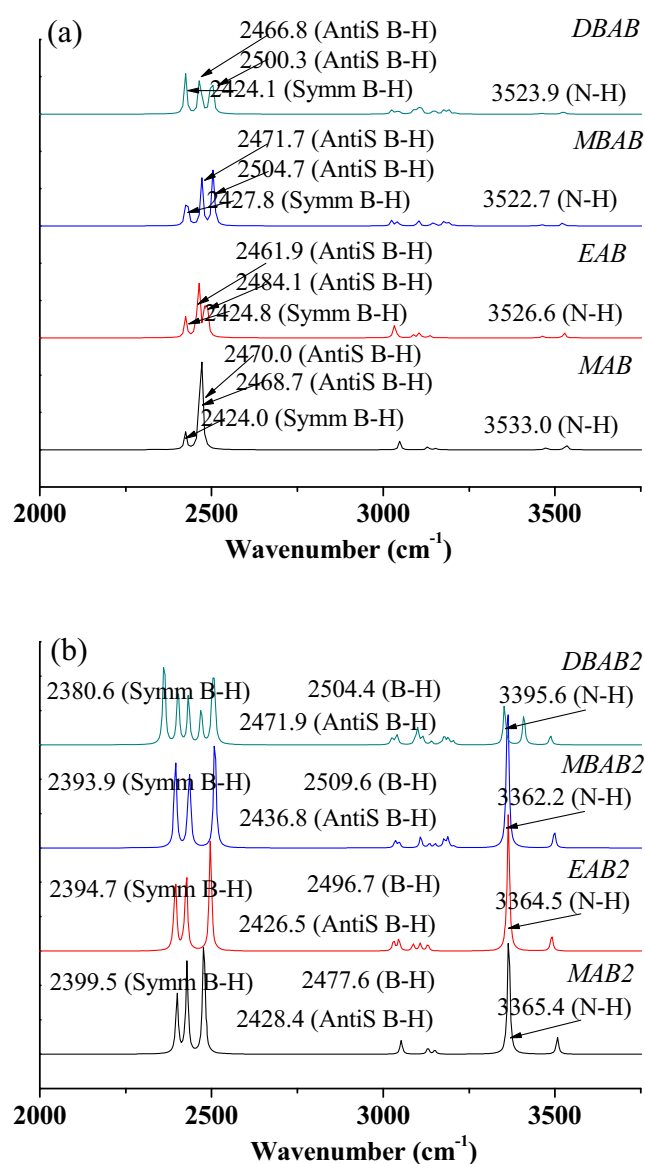 (a)
DBAB
2466.8 (AntiS B-H)
2500.3 (AntiS B-H)
2424.1 (Symm B-H)
3523.9 (N-H)
MBAB
2471.7 (AntiS B-H)
2504.7 (AntiS B-H)
2427.8 (Symm B-H)
3522.7 (N-H)
EAB
2461.9 (AntiS B-H)
2484.1 (AntiS B-H)
2424.8 (Symm B-H)
3526.6 (N-H)
MAB
2470.0 (AntiS B-H)
2468.7 (AntiS B-H)
2424.0 (Symm B-H)
3533.0 (N-H)
2000 2500 3000 3500
Wavenumber (cm⁻¹)
(b)
DBAB2
2380.6 (Symm B-H) 2504.4 (B-H)
3395.6 (N-H)
2471.9 (AntiS B-H)
MBAB2
2393.9 (Symm B-H) 2509.6 (B-H)
3362.2 (N-H)
2436.8 (AntiS B-H)
EAB2
2394.7 (Symm B-H) 2496.7 (B-H)
3364.5 (N-H)
2426.5 (AntiS B-H)
MAB2
2399.5 (Symm B-H) 2477.6 (B-H)
3365.4 (N-H)
2428.4 (AntiS B-H)
2000 2500 3000 3500
Wavenumber (cm⁻¹)